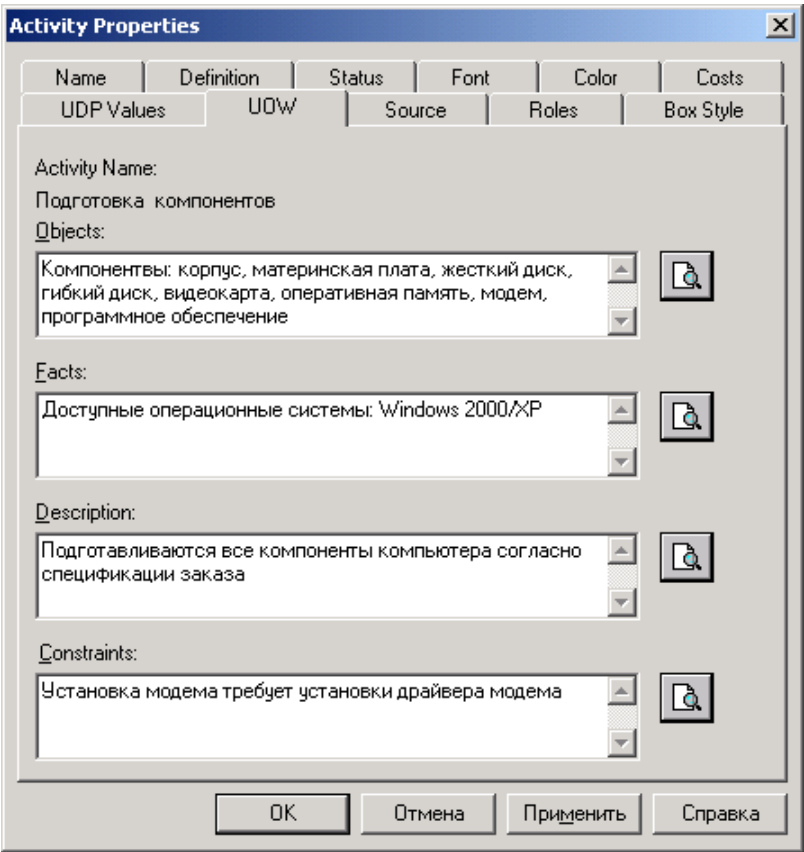 Activity Properties
Name Definition Status Font Color Costs
UDP Values UOW Source Roles Box Style
Activity Name:
Подготовка компонентов
Objects:
Компонентвы: корпус, материнская плата, жесткий диск,
гибкий диск, видеокарта, оперативная память, модем,
программное обеспечение
Facts:
Доступные операционные системы: Windows 2000/XP
Description:
Подготавливаются все компоненты компьютера согласно
спецификации заказа
Constraints:
Установка модема требует установки драйвера модема
OK Отмена Применить Справка